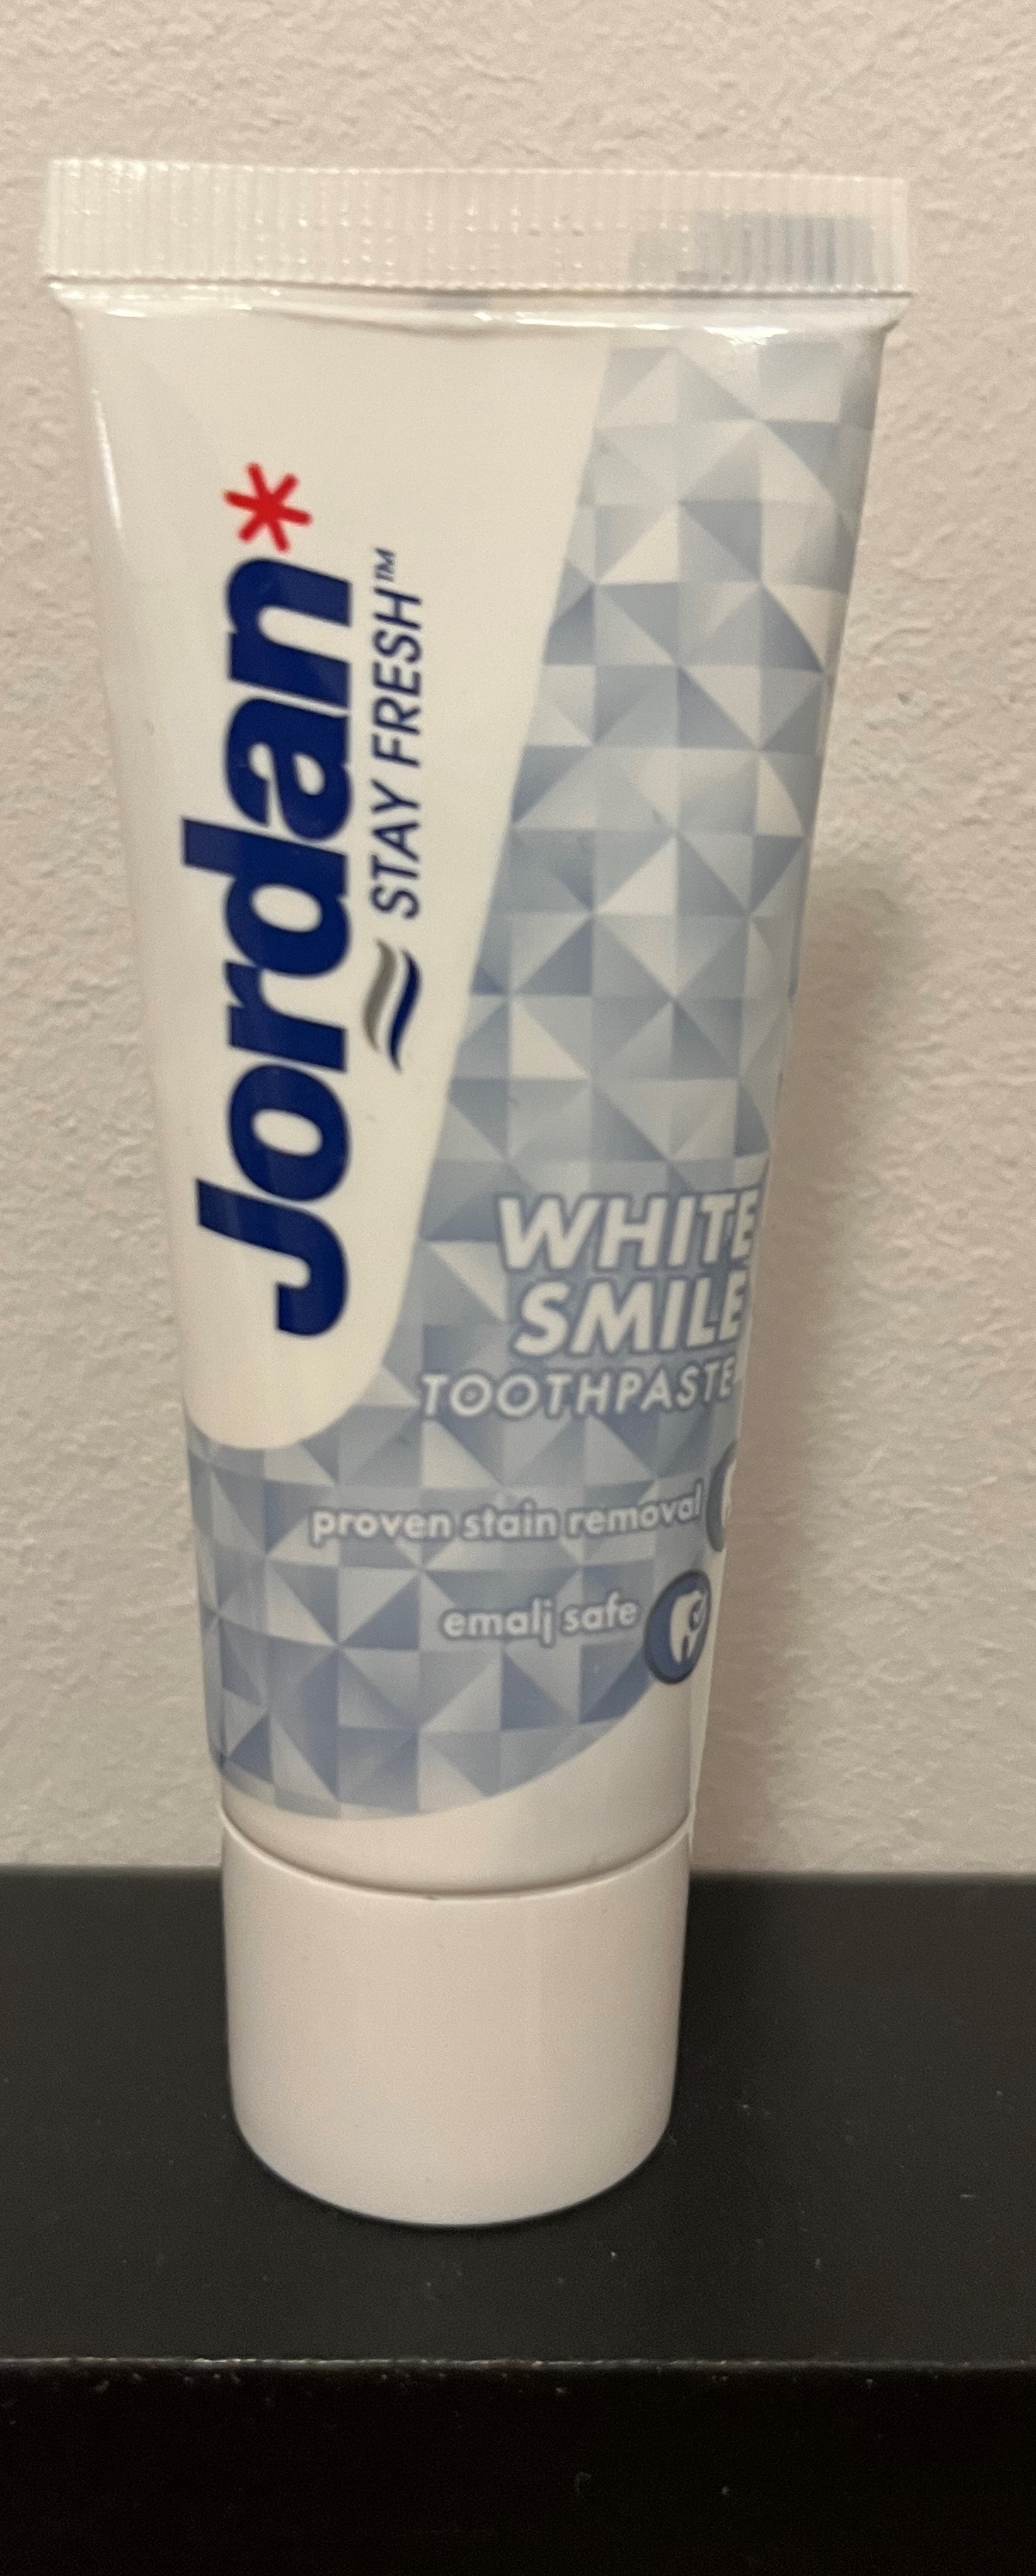 Jordan*
STAY FRESH™
WHITE
SMILE
TOOTHPASTE
proven stain removal
emalj safe